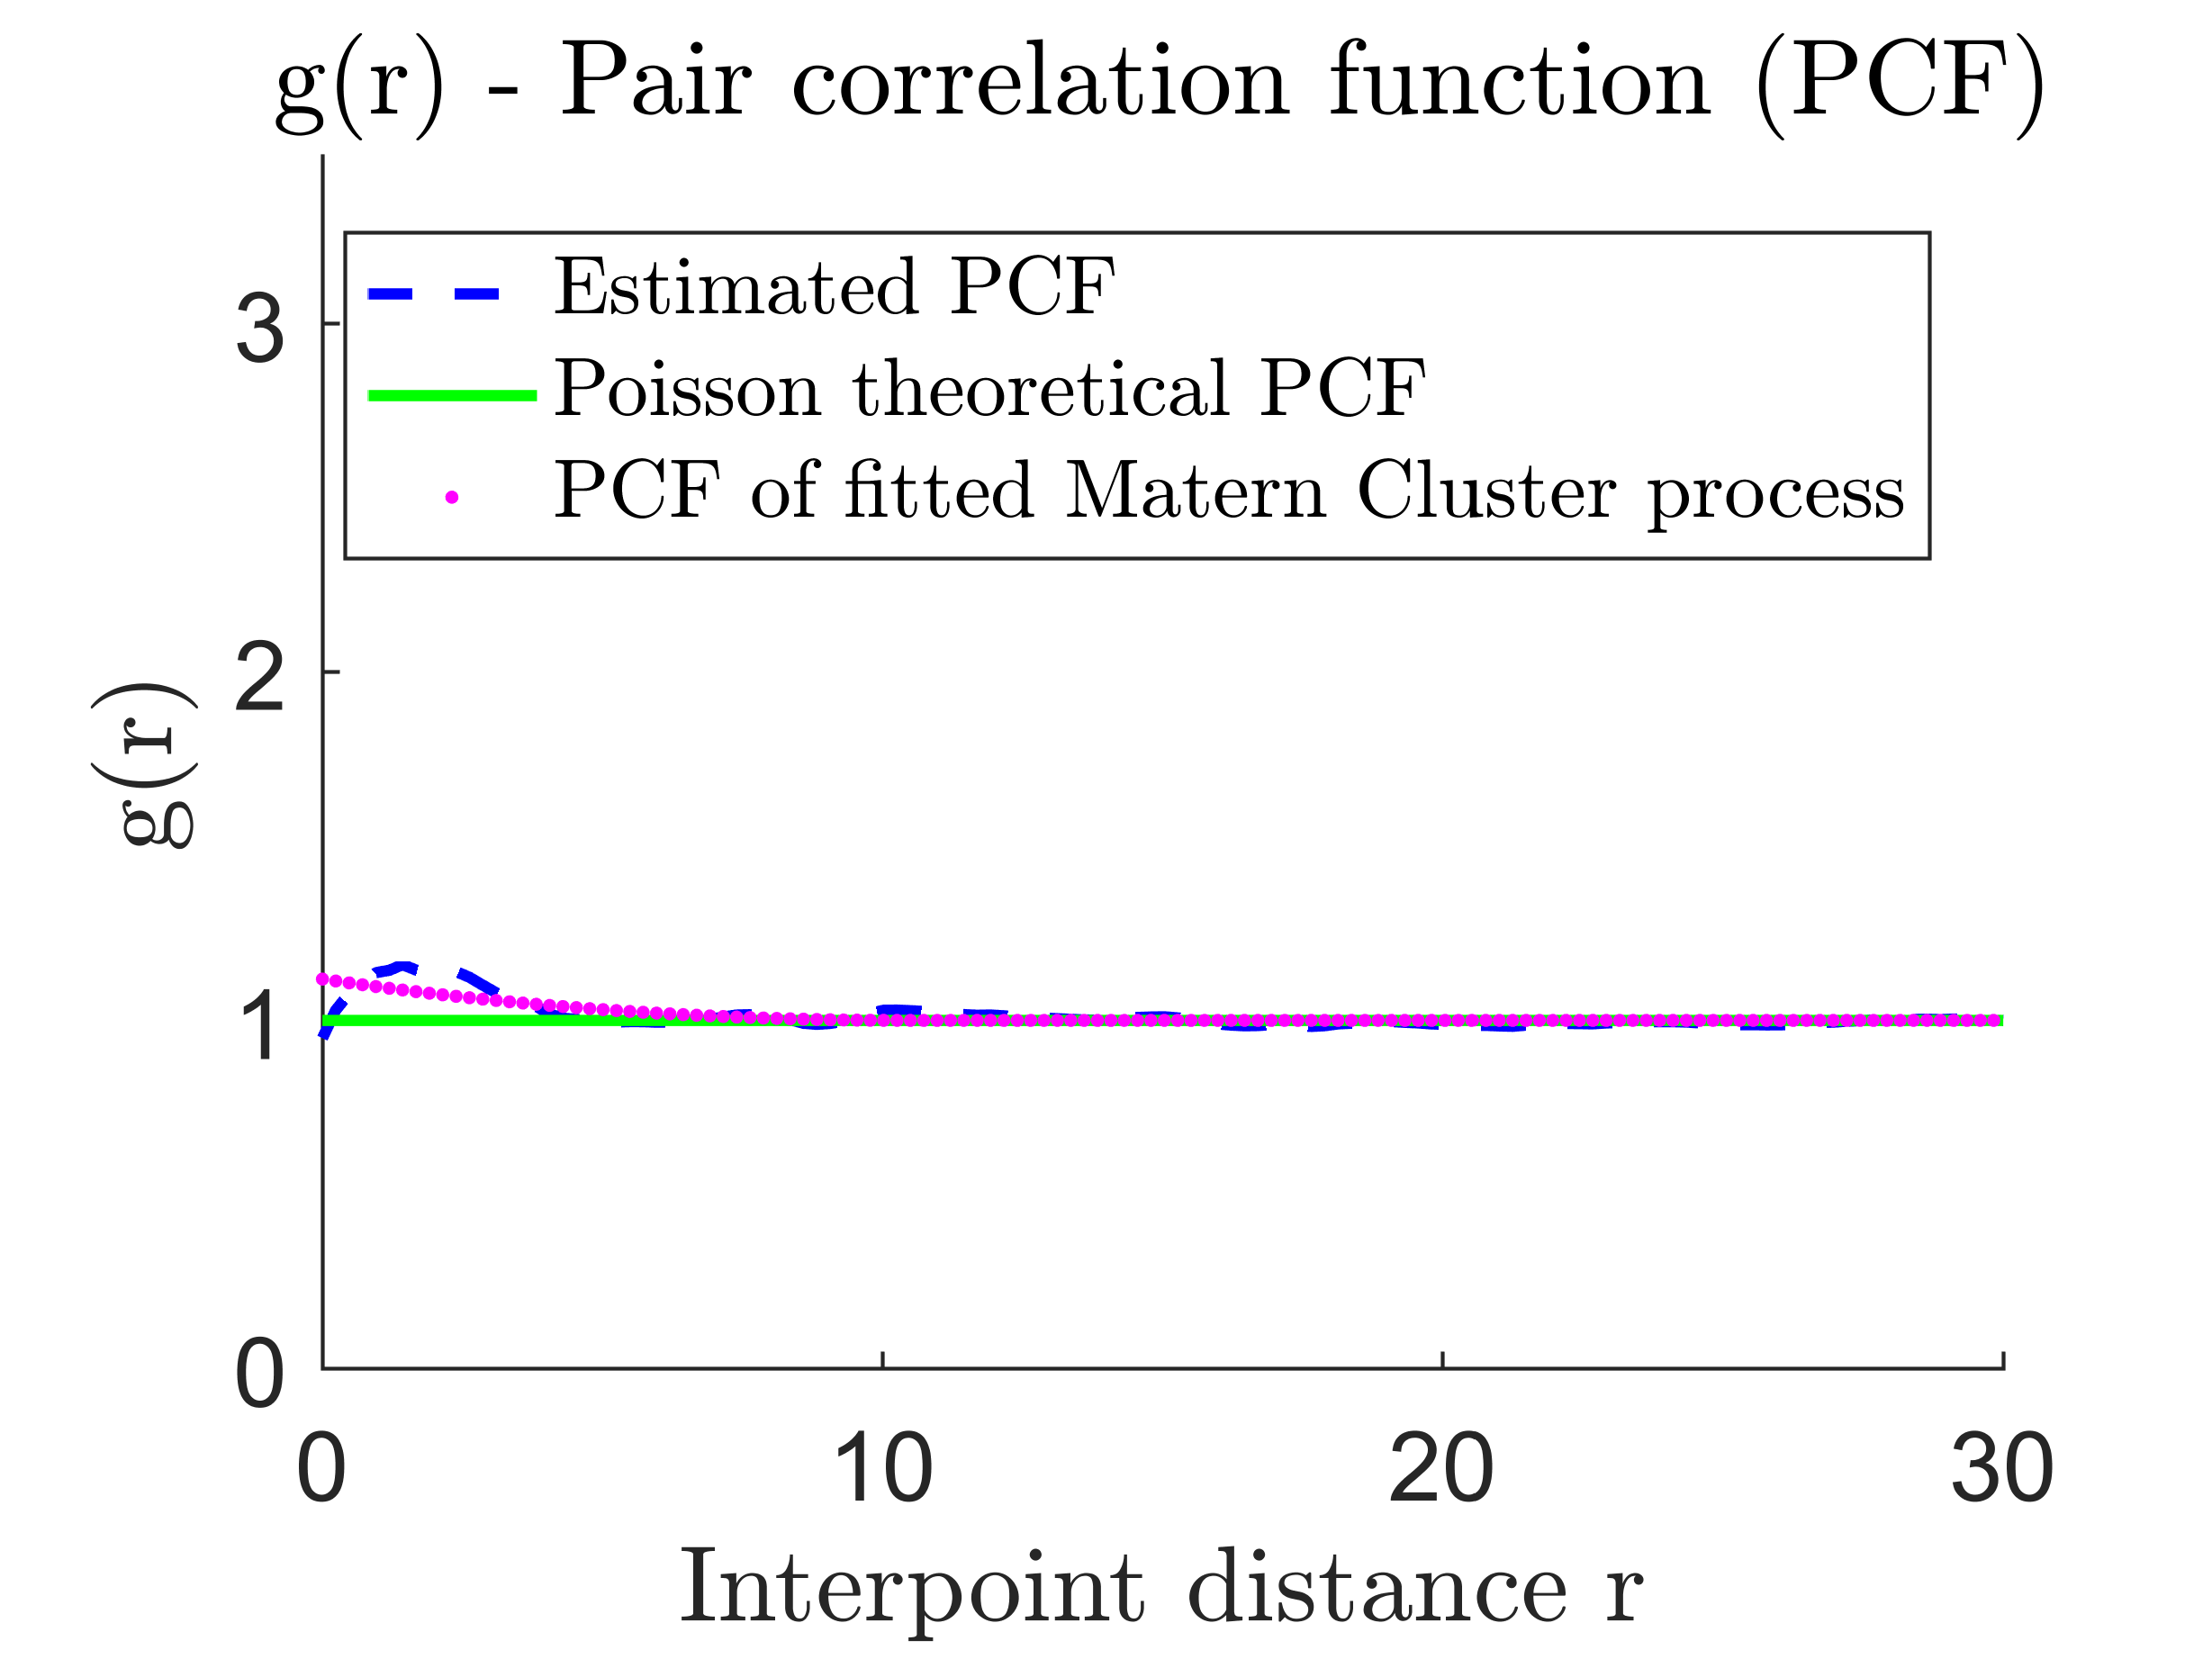 g(r) - Pair correlation function (PCF)
Estimated PCF
Poisson theoretical PCF
PCF of fitted Matern Cluster process
g(r)
3
2
1
0
0 10 20 30
Interpoint distance r